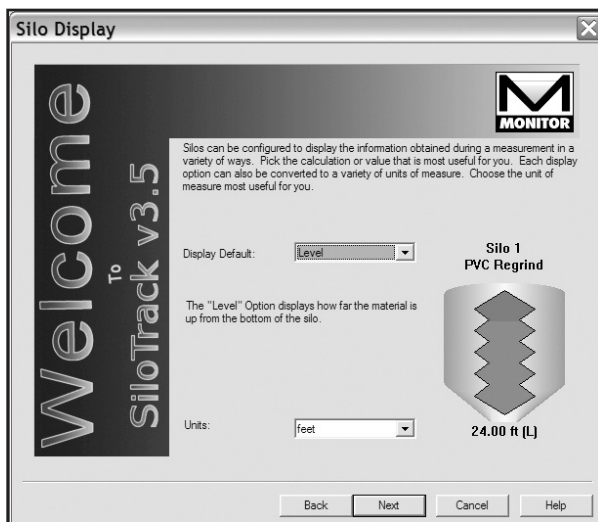 Silo Display
Welcome
To
SiloTrack v3.5
M
MONITOR
Silos can be configured to display the information obtained during a measurement in a
variety of ways. Pick the calculation or value that is most useful for you. Each display
option can also be converted to a variety of units of measure. Choose the unit of
measure most useful for you.
Display Default:
Level
Silo 1
PVC Regrind
The "Level" Option displays how far the material is
up from the bottom of the silo.
Units:
feet
24.00 ft (L)
Back
Next
Cancel
Help